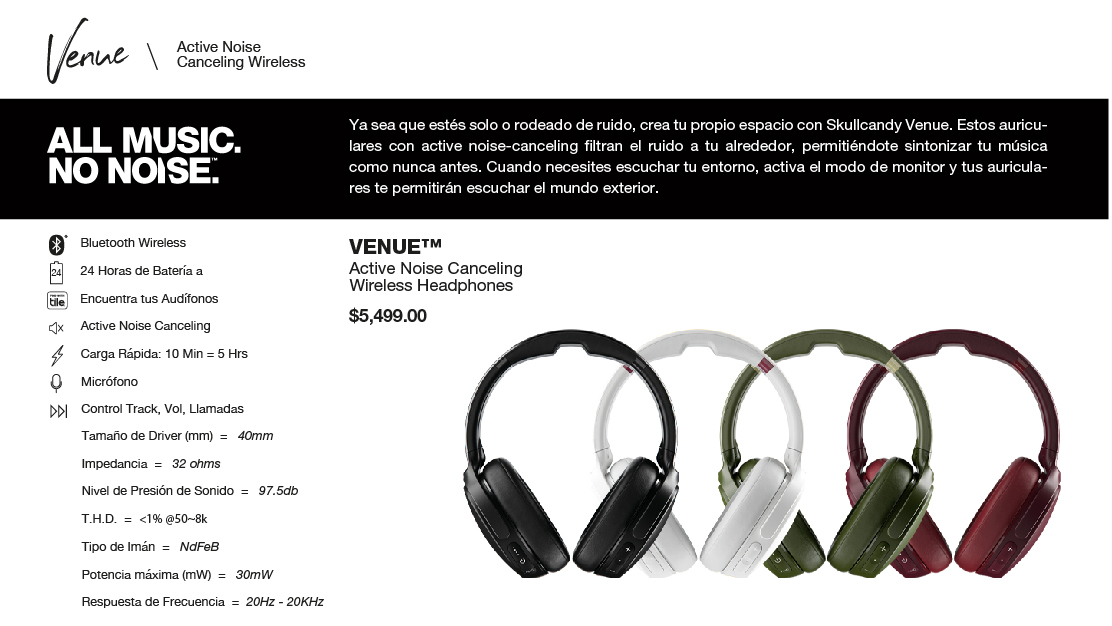 Venue
Active Noise
Canceling Wireless
ALL MUSIC.
NO NOISE.™
Ya sea que estés solo o rodeado de ruido, crea tu propio espacio con Skullcandy Venue. Estos auricu-
lares con active noise-canceling filtran el ruido a tu alrededor, permitiéndote sintonizar tu música
como nunca antes. Cuando necesites escuchar tu entorno, activa el modo de monitor y tus auricula-
res te permitirán escuchar el mundo exterior.
Bluetooth Wireless
24
24 Horas de Batería a
tile
Encuentra tus Audífonos
Active Noise Canceling
Carga Rápida: 10 Min = 5 Hrs
Micrófono
Control Track, Vol, Llamadas
Tamaño de Driver (mm) = 40mm
Impedancia = 32 ohms
Nivel de Presión de Sonido = 97.5db
T.H.D. = <1% @50~8k
Tipo de Imán = NdFeB
Potencia máxima (mW) = 30mW
Respuesta de Frecuencia = 20Hz - 20KHz
VENUE™
Active Noise Canceling
Wireless Headphones
$5,499.00